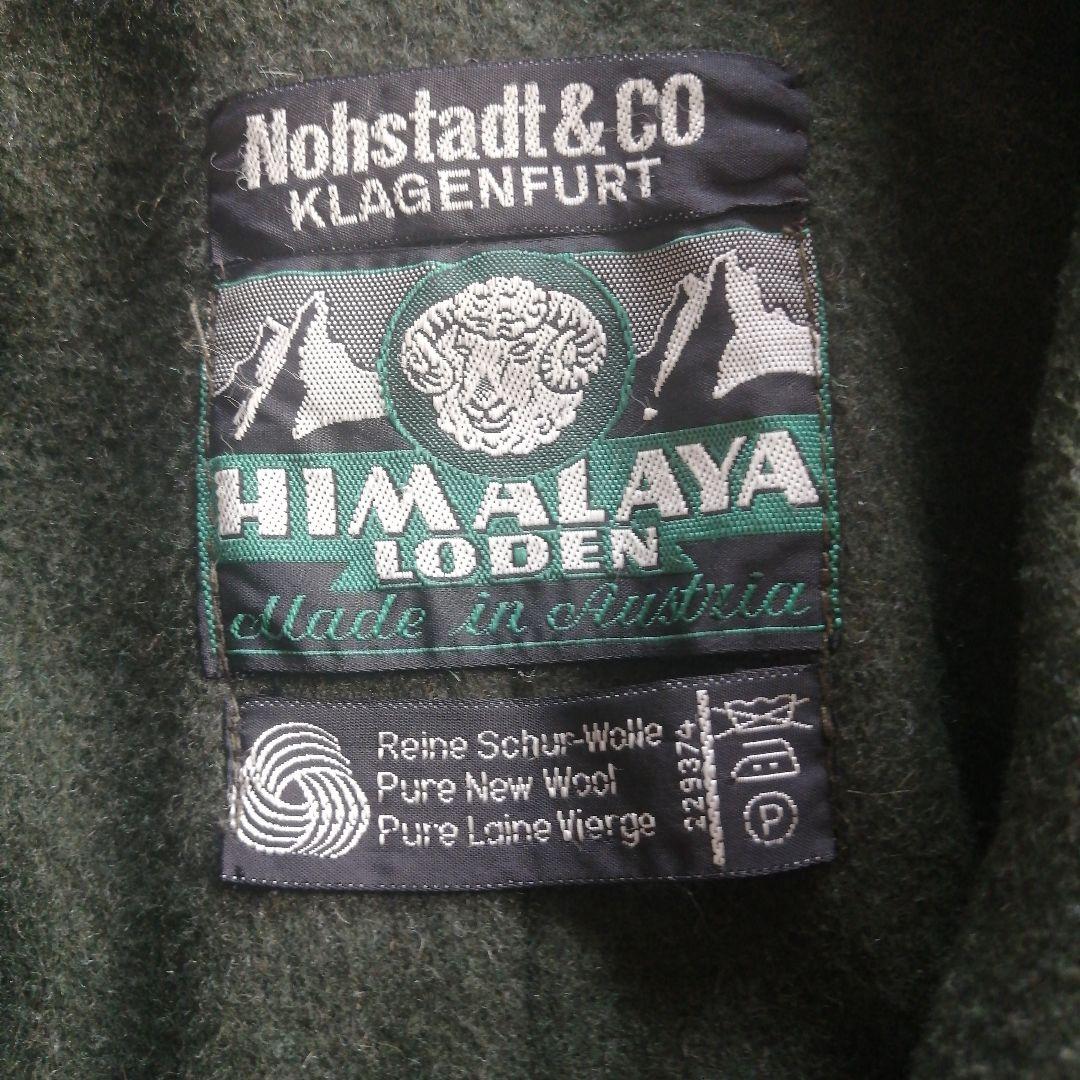 Nohstadt & CO
KLAGENFURT
HIMALAYA
LODEN
Made in Austria
Reine Schur-Wolle
Pure New Wool
Pure Laine Vierge
229374
P